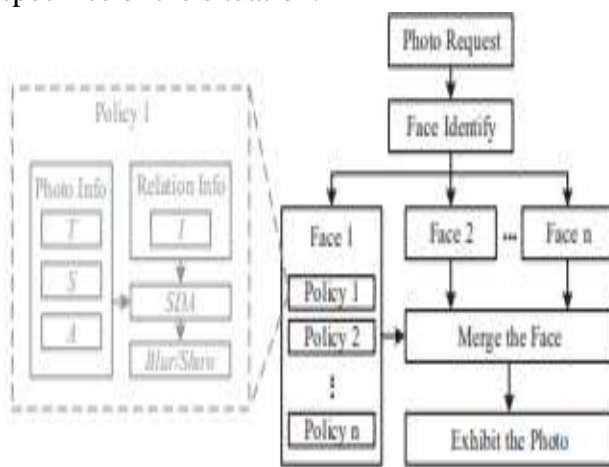 Photo Request
Policy 1
Face Identify
Photo Info
Relation Info
T
I
Face 1
Face 2
...
Face n
S
SDA
Policy 1
A
Blur/Show
Policy 2
Merge the Face
Policy n
Exhibit the Photo